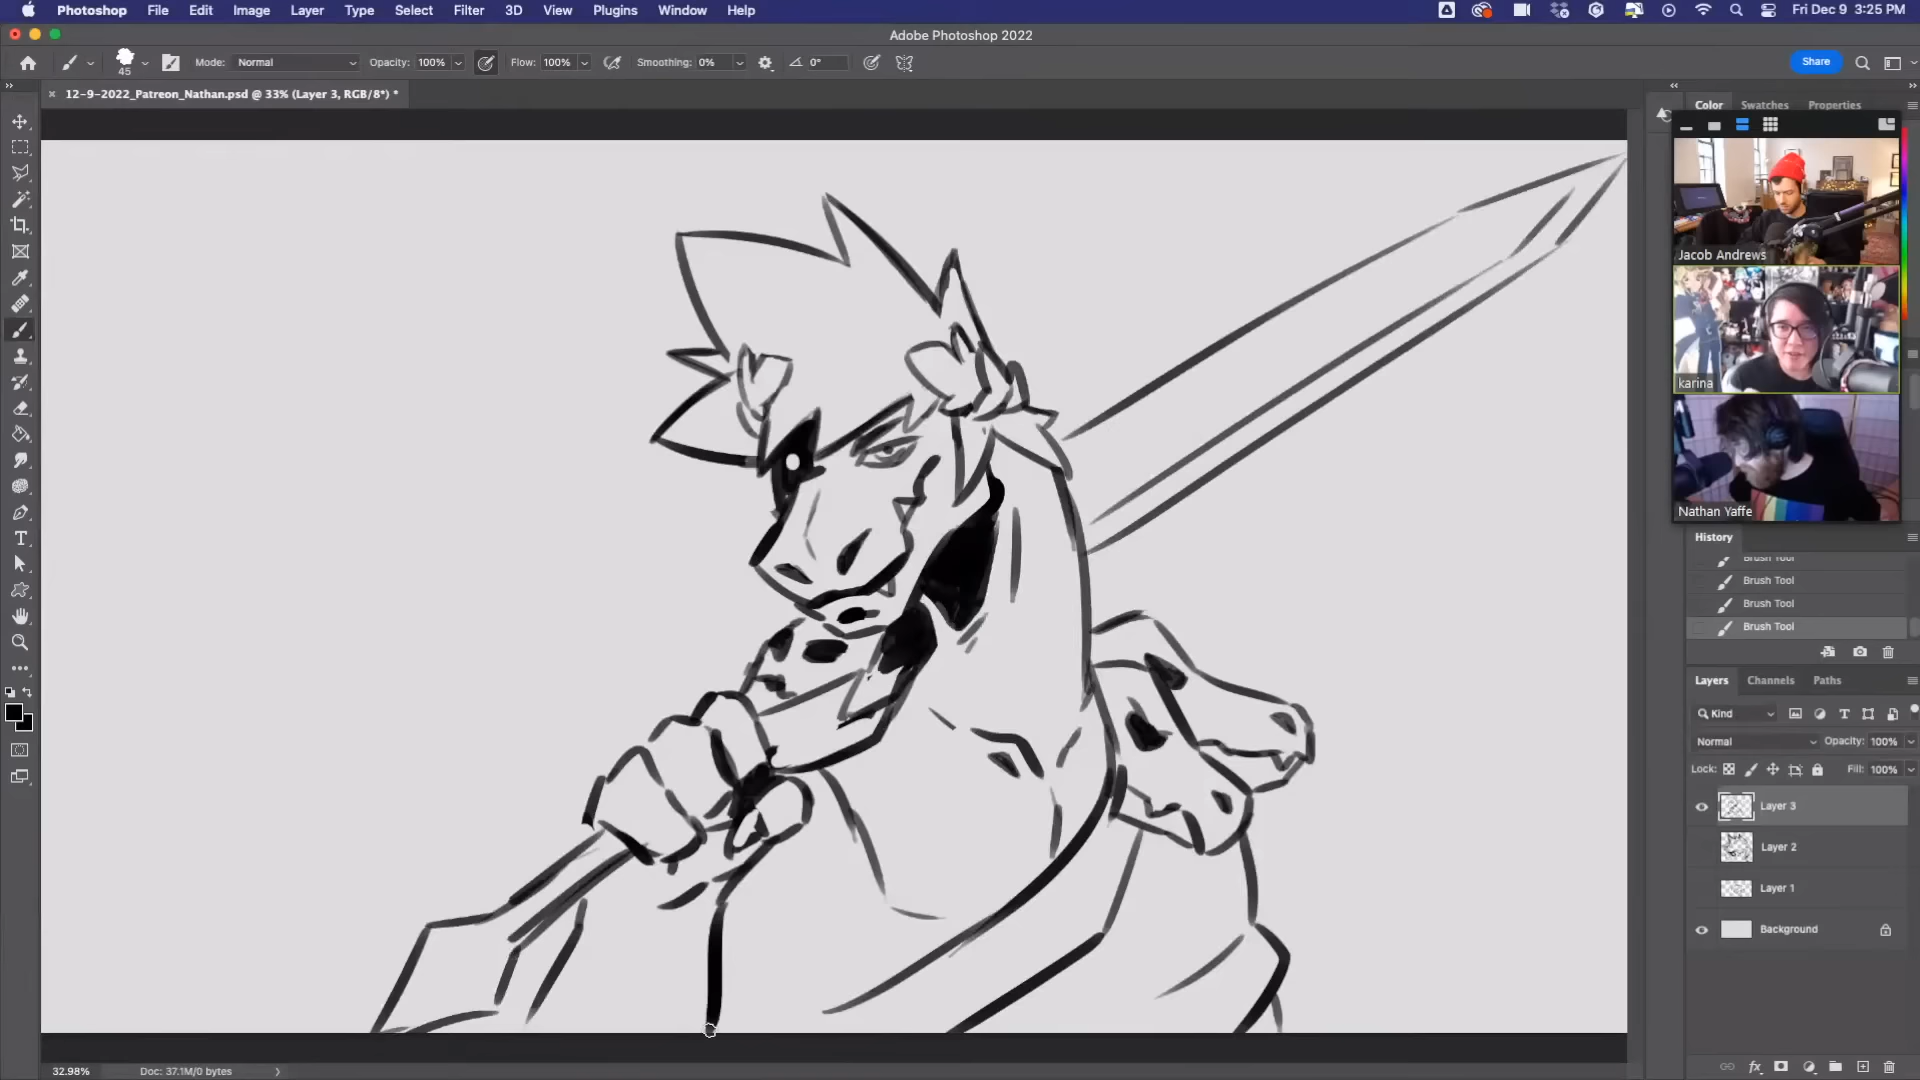 Photoshop File Edit Image Layer Type Select Filter 3D View Plugins Window Help Fri Dec 9 3:25 PM
Adobe Photoshop 2022
45 Mode: Normal Opacity: 100% Flow: 100% Smoothing: 0% 0° Share
12-9-2022_Patreon_Nathan.psd @ 33% (Layer 3, RGB/8*) *
Color Swatches Properties
Jacob Andrews
karina
Nathan Yaffe
History
Brush Tool
Brush Tool
Brush Tool
Brush Tool
Layers Channels Paths
Kind
Normal Opacity: 100%
Lock: Fill: 100%
Layer 3
Layer 2
Layer 1
Background
32.98% Doc: 37.1M/0 bytes